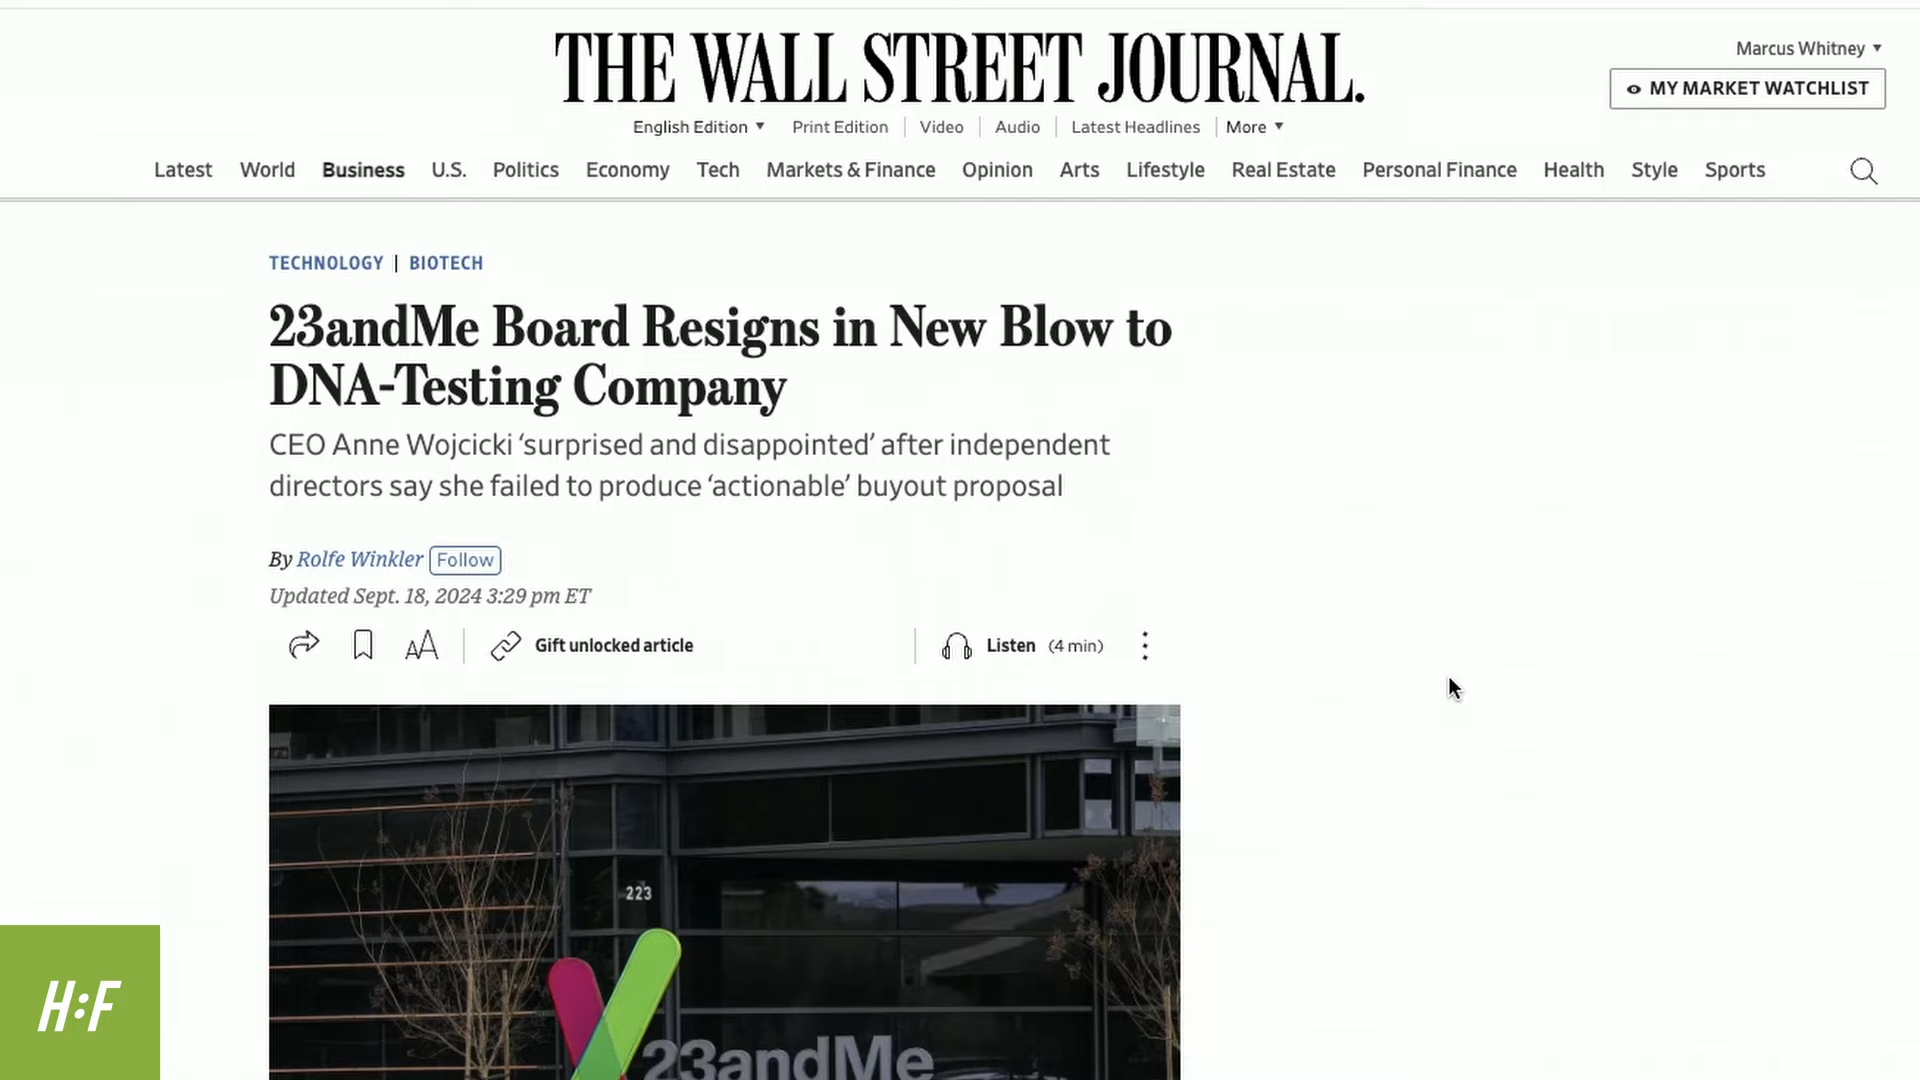 THE WALL STREET JOURNAL.
Marcus Whitney
MY MARKET WATCHLIST
English Edition Print Edition Video Audio Latest Headlines More
Latest World Business U.S. Politics Economy Tech Markets & Finance Opinion Arts Lifestyle Real Estate Personal Finance Health Style Sports
TECHNOLOGY | BIOTECH
23andMe Board Resigns in New Blow to
DNA-Testing Company
CEO Anne Wojcicki ‘surprised and disappointed’ after independent
directors say she failed to produce ‘actionable’ buyout proposal
By Rolfe Winkler Follow
Updated Sept. 18, 2024 3:29 pm ET
AA Gift unlocked article Listen (4 min)
223
23andMe
H:F